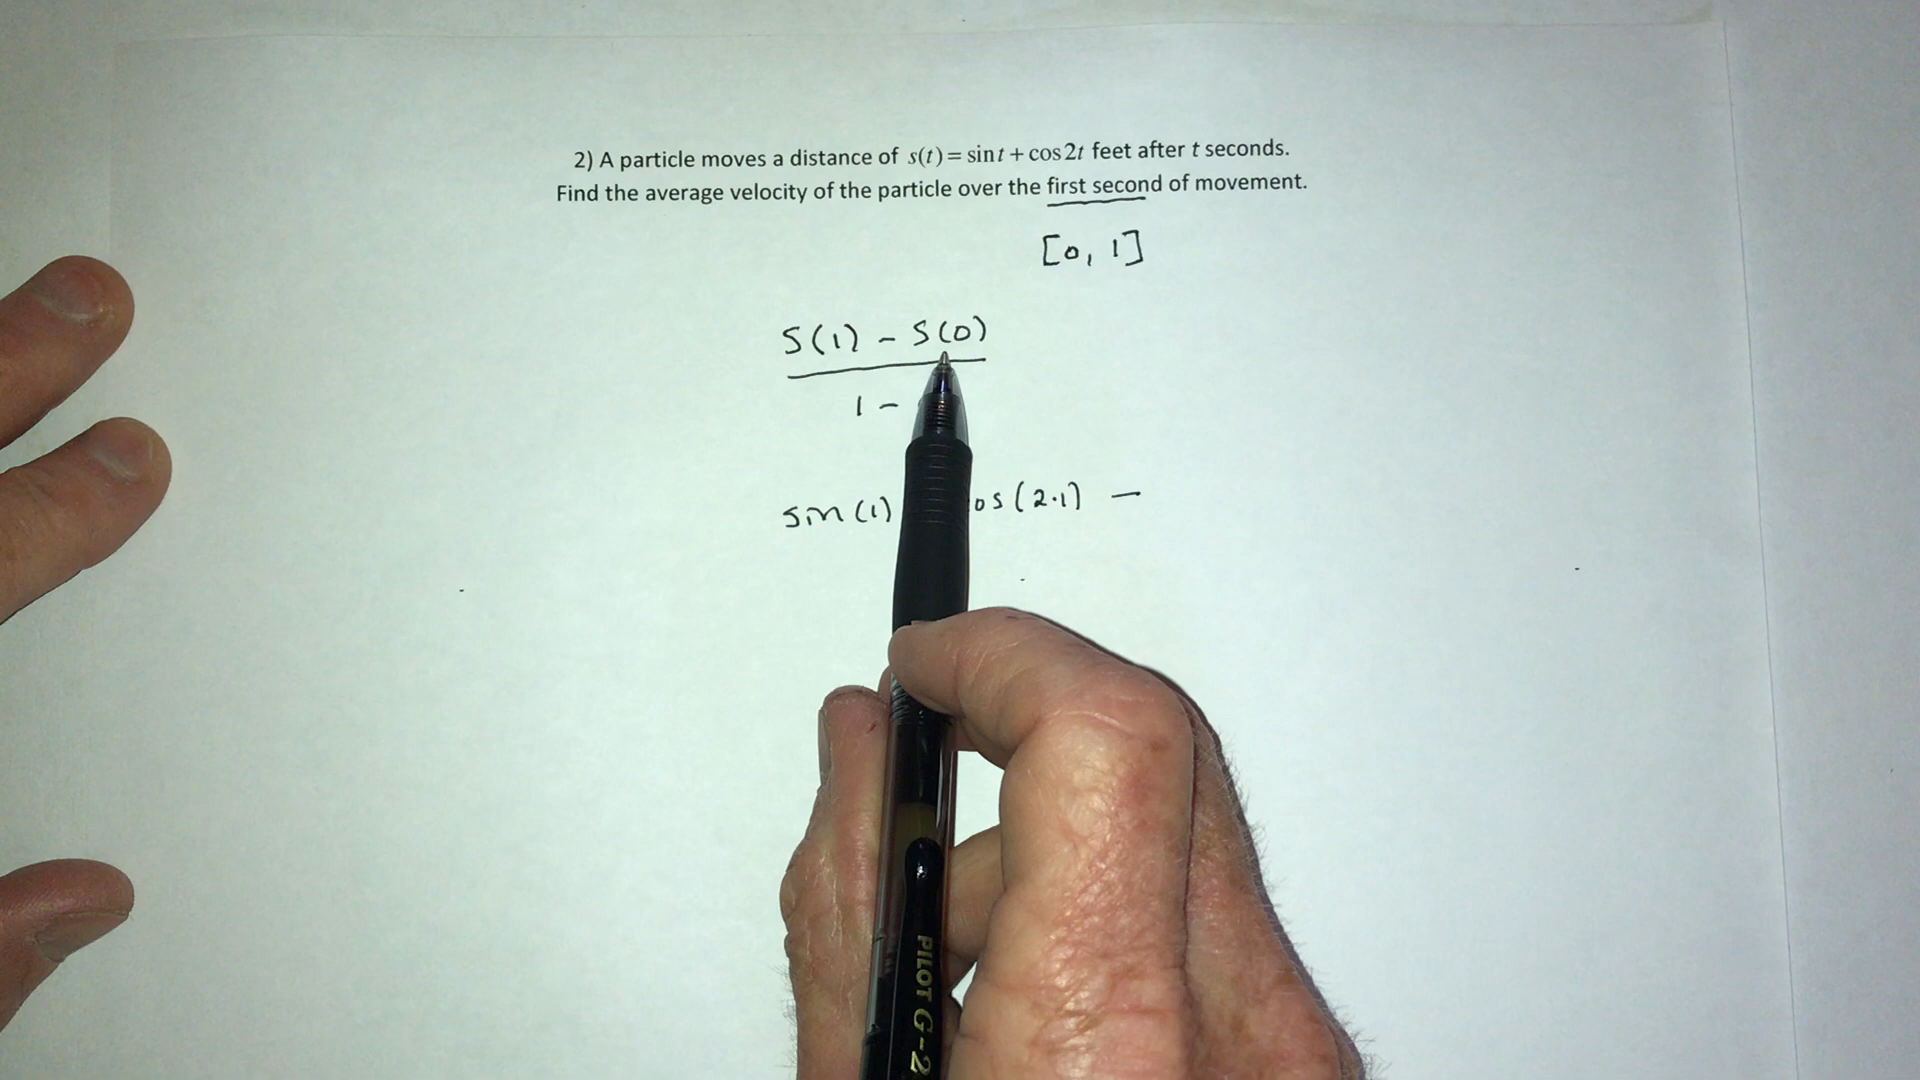 2) A particle moves a distance of s(t) = sin t + cos 2t feet after t seconds.
Find the average velocity of the particle over the first second of movement.
[0, 1]
S(1) - S(0)
1 -
sin(1) os(2·1) -
PILOT G-2